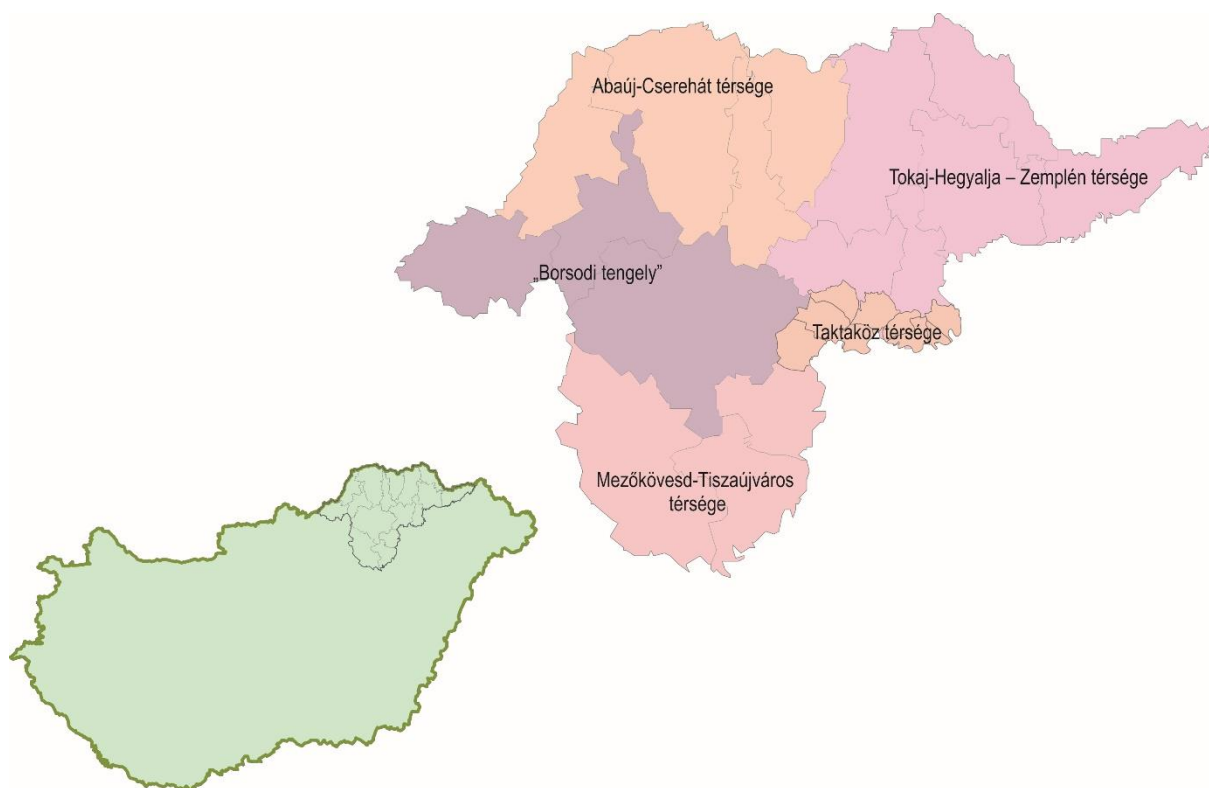 Abaúj-Cserehát térsége
Tokaj-Hegyalja – Zemplén térsége
„Borsodi tengely”
Taktaköz térsége
Mezőkövesd-Tiszaújváros
térsége